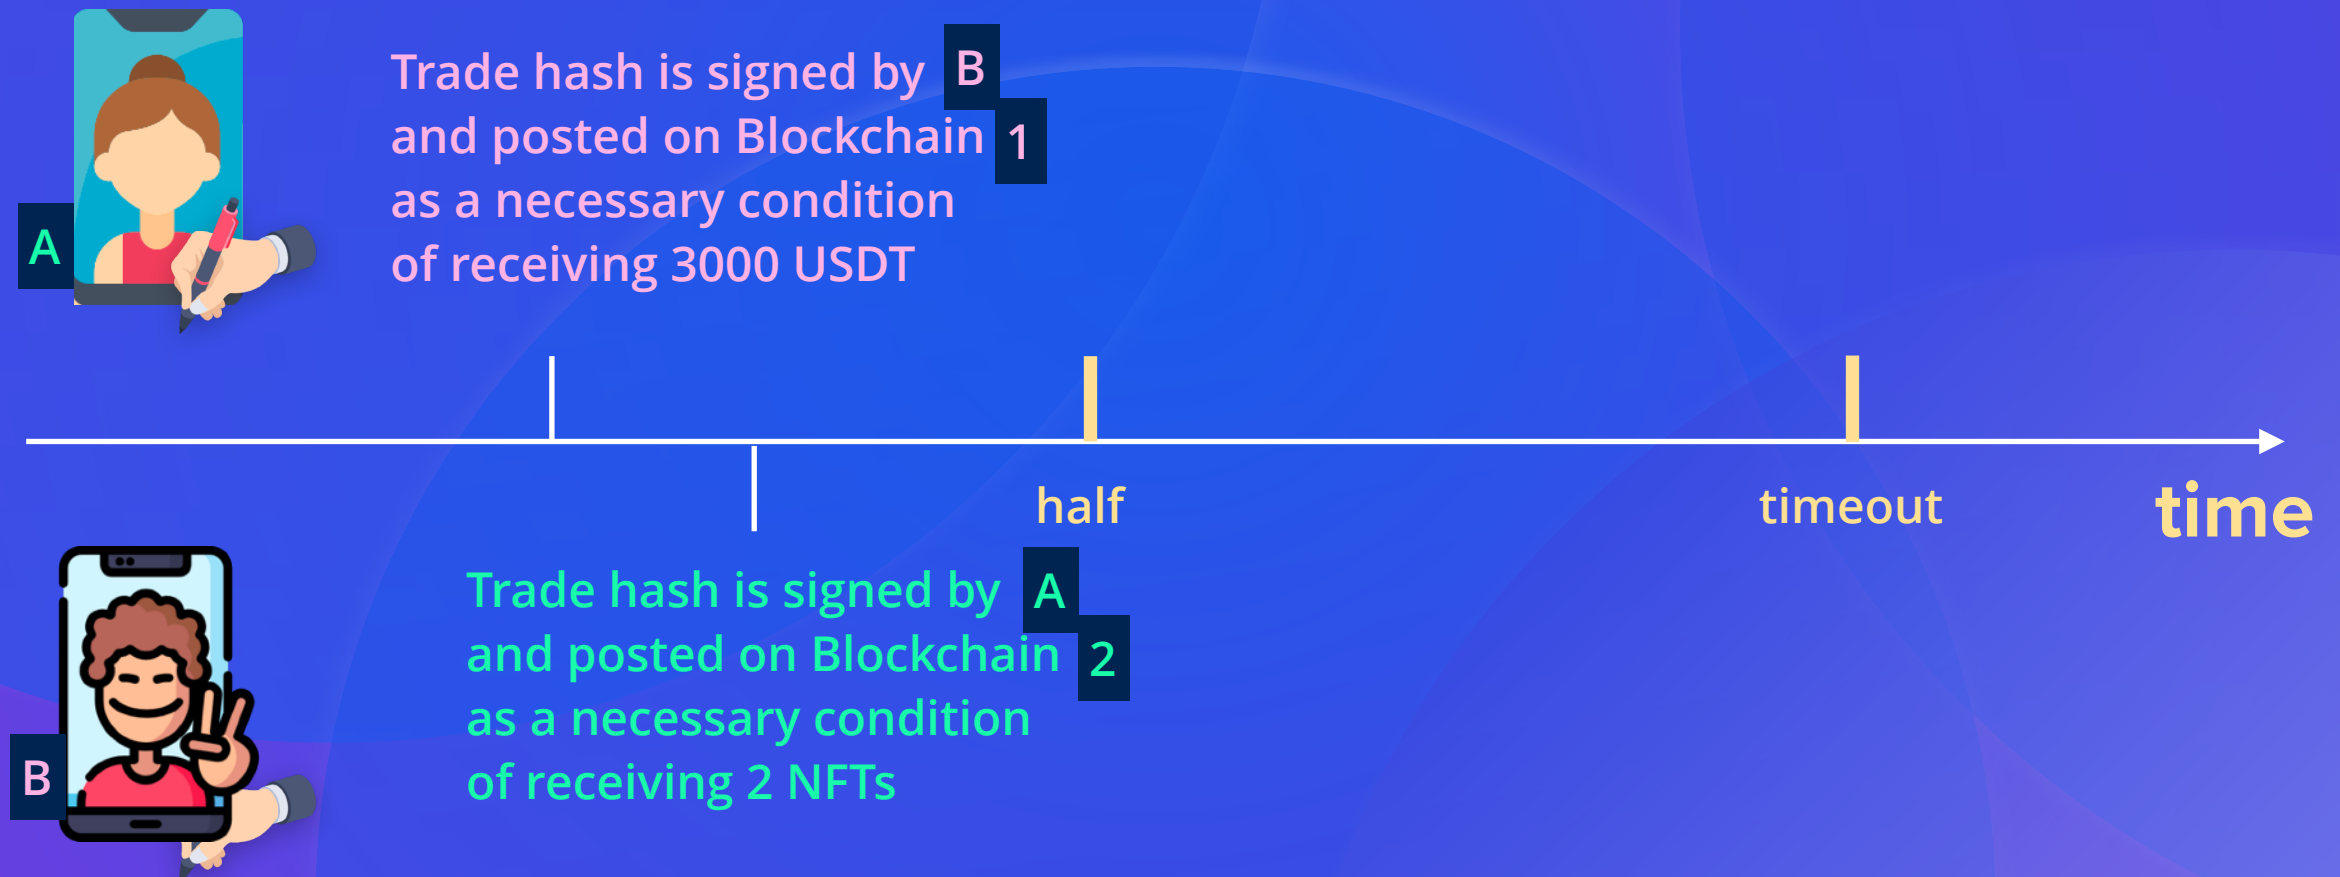 A
Trade hash is signed by B
and posted on Blockchain 1
as a necessary condition
of receiving 3000 USDT
half
timeout
time
B
Trade hash is signed by A
and posted on Blockchain 2
as a necessary condition
of receiving 2 NFTs